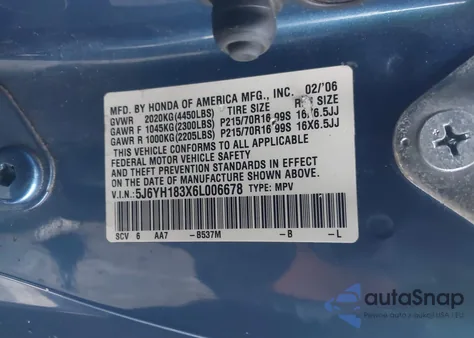 MFD. BY HONDA OF AMERICA MFG., INC. 02/'06
GVWR 2020KG(4450LBS) TIRE SIZE RIM SIZE
GAWR F 1045KG(2300LBS) P215/70R16 99S 16X6.5JJ
GAWR R 1000KG(2205LBS) P215/70R16 99S 16X6.5JJ
THIS VEHICLE CONFORMS TO ALL APPLICABLE
FEDERAL MOTOR VEHICLE SAFETY
AND THEFT PREVENTION STANDARDS IN EFFECT
ON THE DATE OF MANUFACTURE SHOWN ABOVE.
V.I.N.: 5J6YH183X6L006678 TYPE: MPV
SCV 6 AA7 -B537M -B -L
autoSnap